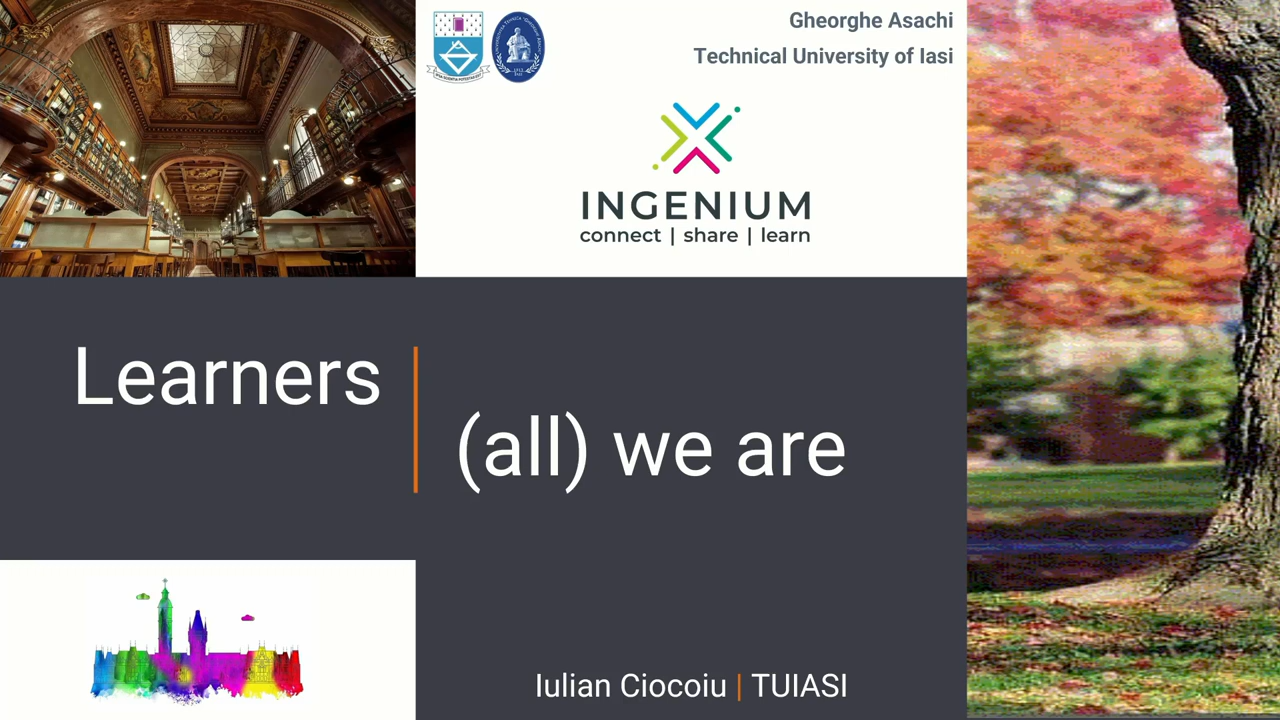 Gheorghe Asachi
Technical University of Iasi
INGENIUM
connect | share | learn
Learners
(all) we are
Iulian Ciocoiu | TUIASI